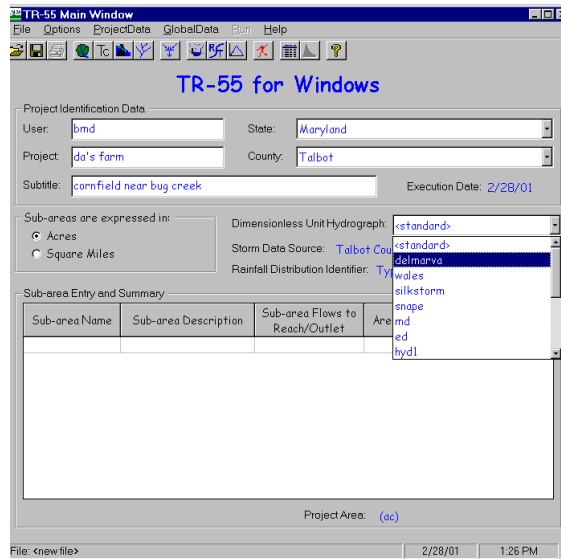 TR-55 Main Window
File Options ProjectData GlobalData Run Help
Tc RF ?
TR-55 for Windows
Project Identification Data
User: bmd State: Maryland
Project: da's farm County: Talbot
Subtitle: cornfield near bug creek Execution Date: 2/28/01
Sub-areas are expressed in:
Acres
Square Miles
Dimensionless Unit Hydrograph: <standard>
Storm Data Source: Talbot Cou
Rainfall Distribution Identifier: Typ
<standard>
delmarva
wales
silkstorm
snape
md
ed
hyd1
Sub-area Entry and Summary
Sub-area Name Sub-area Description Sub-area Flows to Reach/Outlet Are
Project Area: (ac)
File: <new file> 2/28/01 1:26 PM